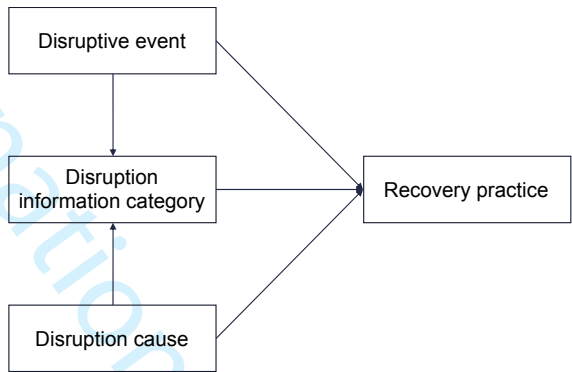 Disruptive event
Disruption
information category
Recovery practice
Disruption cause